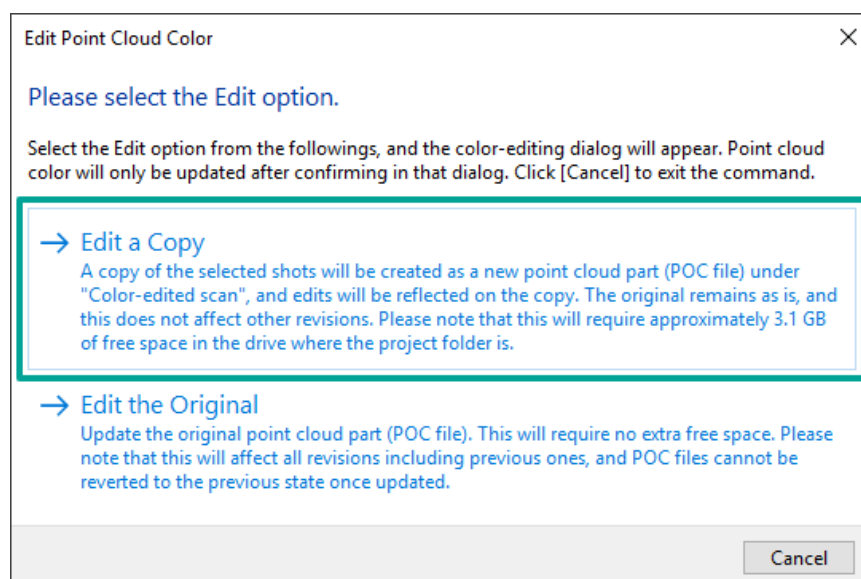 Edit Point Cloud Color
Please select the Edit option.
Select the Edit option from the followings, and the color-editing dialog will appear. Point cloud
color will only be updated after confirming in that dialog. Click [Cancel] to exit the command.
Edit a Copy
A copy of the selected shots will be created as a new point cloud part (POC file) under
"Color-edited scan", and edits will be reflected on the copy. The original remains as is, and
this does not affect other revisions. Please note that this will require approximately 3.1 GB
of free space in the drive where the project folder is.
Edit the Original
Update the original point cloud part (POC file). This will require no extra free space. Please
note that this will affect all revisions including previous ones, and POC files cannot be
reverted to the previous state once updated.
Cancel